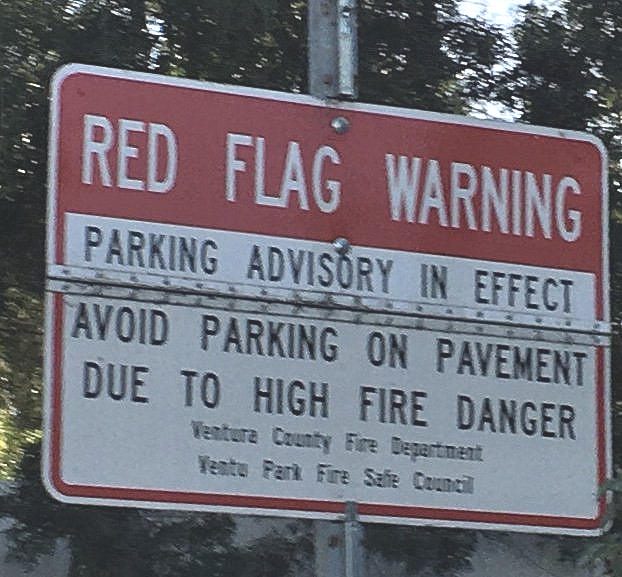 RED FLAG WARNING
PARKING ADVISORY IN EFFECT
AVOID PARKING ON PAVEMENT
DUE TO HIGH FIRE DANGER
Ventura County Fire Department
Ventu Park Fire Safe Council